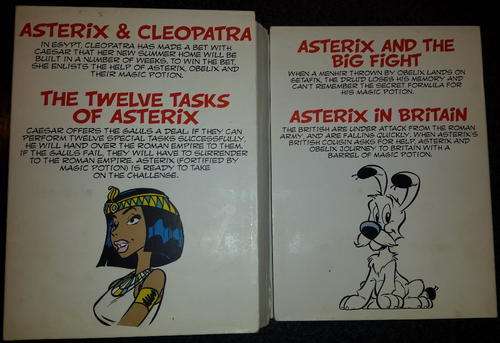 ASTERIX & CLEOPATRA
IN EGYPT, CLEOPATRA HAS MADE A BET WITH
CAESAR THAT HER NEW SUMMER HOME WILL BE
BUILT IN A NUMBER OF WEEKS. TO WIN THE BET,
SHE ENLISTS THE HELP OF ASTERIX, OBELIX AND
THEIR MAGIC POTION.
THE TWELVE TASKS
OF ASTERIX
CAESAR OFFERS THE GAULS A DEAL: IF THEY CAN
PERFORM TWELVE SPECIAL TASKS SUCCESSFULLY,
HE WILL HAND OVER THE ROMAN EMPIRE TO THEM.
IF THE GAULS FAIL, THEY WILL HAVE TO SURRENDER
TO THE ROMAN EMPIRE. ASTERIX (FORTIFIED BY
MAGIC POTION) IS READY TO TAKE
ON THE CHALLENGE.
ASTERIX AND THE
BIG FIGHT
WHEN A MENHIR THROWN BY OBELIX LANDS ON
GETAFIX, THE DRUID LOSES HIS MEMORY AND
CAN'T REMEMBER THE SECRET FORMULA FOR
HIS MAGIC POTION.
ASTERIX IN BRITAIN
THE BRITISH ARE UNDER ATTACK FROM THE ROMAN
ARMY, AND ARE FALLING QUICKLY. WHEN ASTERIX'S
BRITISH COUSIN ASKS FOR HELP, ASTERIX AND
OBELIX JOURNEY TO BRITAIN WITH A
BARREL OF MAGIC POTION.